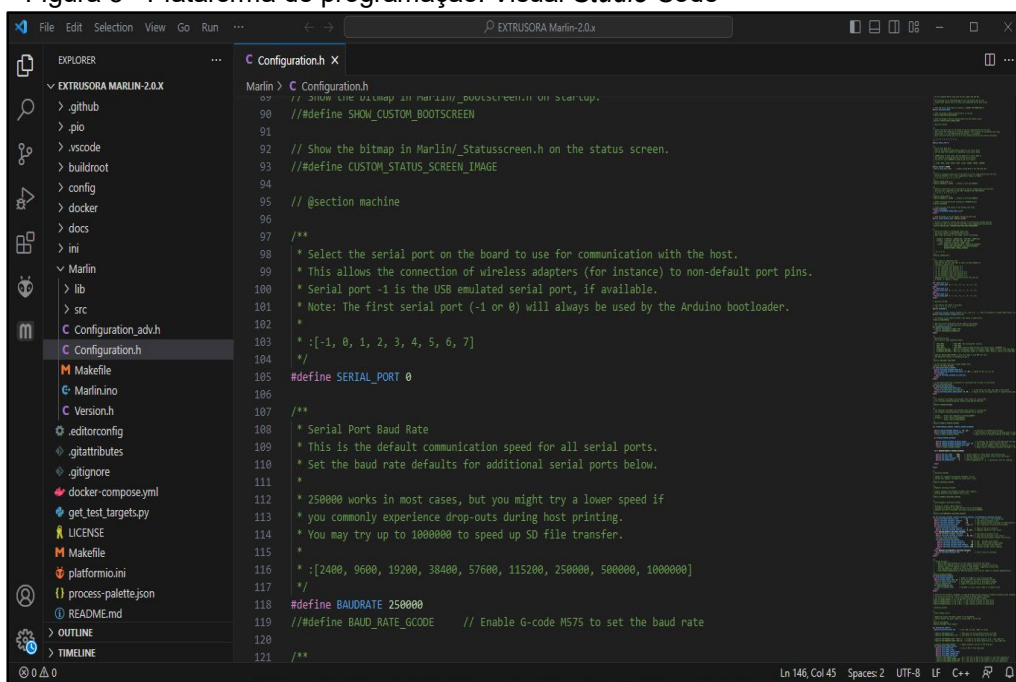 Figura 8 - Plataforma de programação: Visual Studio Code
File Edit Selection View Go Run ···
EXTRUSORA Marlin-2.0.x
EXPLORER ···
EXTRUSORA MARLIN-2.0.X
.github
.pio
.vscode
buildroot
config
docker
docs
ini
Marlin
lib
src
Configuration_adv.h
Configuration.h
Makefile
Marlin.ino
Version.h
.editorconfig
.gitattributes
.gitignore
docker-compose.yml
get_test_targets.py
LICENSE
Makefile
platformio.ini
process-palette.json
README.md
OUTLINE
TIMELINE
Configuration.h
Marlin > Configuration.h
89 // Show the bitmap in Marlin/_Bootscreen.h on startup.
90 //#define SHOW_CUSTOM_BOOTSCREEN
91
92 // Show the bitmap in Marlin/_Statusscreen.h on the status screen.
93 //#define CUSTOM_STATUS_SCREEN_IMAGE
94
95 // @section machine
96
97 /**
98 * Select the serial port on the board to use for communication with the host.
99 * This allows the connection of wireless adapters (for instance) to non-default port pins.
100 * Serial port -1 is the USB emulated serial port, if available.
101 * Note: The first serial port (-1 or 0) will always be used by the Arduino bootloader.
102 *
103 * :[-1, 0, 1, 2, 3, 4, 5, 6, 7]
104 */
105 #define SERIAL_PORT 0
106
107 /**
108 * Serial Port Baud Rate
109 * This is the default communication speed for all serial ports.
110 * Set the baud rate defaults for additional serial ports below.
111 *
112 * 250000 works in most cases, but you might try a lower speed if
113 * you commonly experience drop-outs during host printing.
114 * You may try up to 1000000 to speed up SD file transfer.
115 *
116 * :[2400, 9600, 19200, 38400, 57600, 115200, 250000, 500000, 1000000]
117 */
118 #define BAUDRATE 250000
119 //#define BAUD_RATE_GCODE // Enable G-code M575 to set the baud rate
120
121 /**
0 0
Ln 146, Col 45 Spaces: 2 UTF-8 LF C++